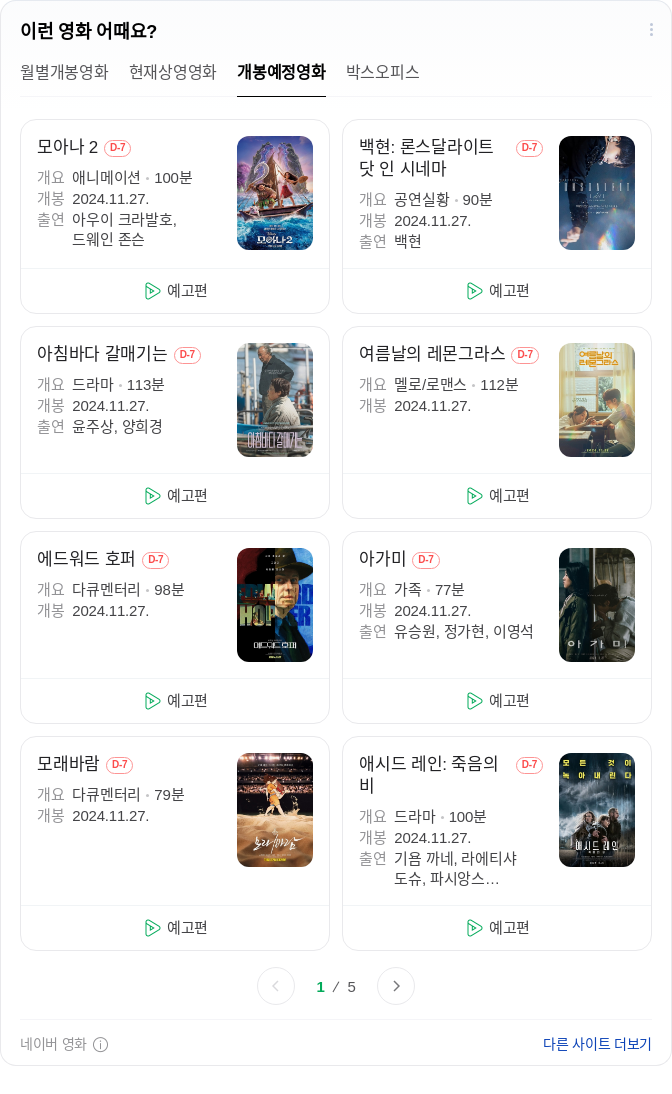 이런 영화 어때요?
월별개봉영화 현재상영영화 개봉예정영화 박스오피스
모아나 2 D-7
개요 애니메이션 100분
개봉 2024.11.27.
출연 아우이 크라발호,
드웨인 존슨
모아나2
예고편
백현: 론스달라이트 D-7
닷 인 시네마
개요 공연실황 90분
개봉 2024.11.27.
출연 백현
LONSDALEITE
예고편
아침바다 갈매기는 D-7
개요 드라마 113분
개봉 2024.11.27.
출연 윤주상, 양희경
아침바다 갈매기
예고편
여름날의 레몬그라스 D-7
개요 멜로/로맨스 112분
개봉 2024.11.27.
여름날의
레몬그라스
예고편
에드워드 호퍼 D-7
개요 다큐멘터리 98분
개봉 2024.11.27.
HOPPER
에드워드 호퍼
예고편
아가미 D-7
개요 가족 77분
개봉 2024.11.27.
출연 유승원, 정가현, 이영석
아가미
예고편
모래바람 D-7
개요 다큐멘터리 79분
개봉 2024.11.27.
모래바람
예고편
애시드 레인: 죽음의 D-7
비
개요 드라마 100분
개봉 2024.11.27.
출연 기욤 까네, 라에티샤
도슈, 파시앙스…
모든 것이
녹아내린다
애시드 레인
예고편
1 / 5
네이버 영화
다른 사이트 더보기